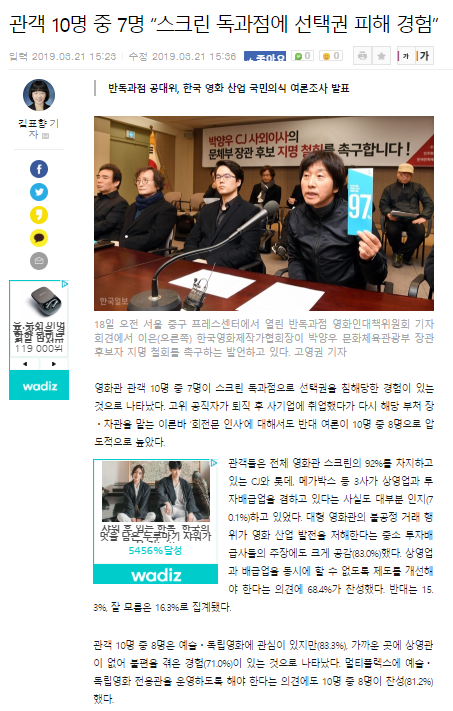 관객 10명 중 7명 “스크린 독과점에 선택권 피해 경험”
입력 2019.03.21 15:23 수정 2019.03.21 15:36
좋아요 0 0 가 가
반독과점 공대위, 한국 영화 산업 국민의식 여론조사 발표
김표향 기
자
박양우 CJ 사외이사의
문체부 장관 후보 지명 철회를 촉구합니다!
97
한국일보
18일 오전 서울 중구 프레스센터에서 열린 반독과점 영화인대책위원회 기자
회견에서 이은(오른쪽) 한국영화제작가협회장이 박양우 문화체육관광부 장관
후보자 지명 철회를 촉구하는 발언하고 있다. 고영권 기자
119,000원
wadiz
영화관 관객 10명 중 7명이 스크린 독과점으로 선택권을 침해당한 경험이 있는
것으로 나타났다. 고위 공직자가 퇴직 후 사기업에 취업했다가 다시 해당 부처 장
・차관을 맡는 이른바 ‘회전문 인사’에 대해서도 반대 여론이 10명 중 8명으로 압
도적으로 높았다.
관객들은 전체 영화관 스크린의 92%를 차지하고
있는 CJ와 롯데, 메가박스 등 3사가 상영업과 투
자배급업을 겸하고 있다는 사실도 대부분 인지(7
0.1%)하고 있었다. 대형 영화관의 불공정 거래 행
위가 영화 산업 발전을 저해한다는 중소 투자배
급사들의 주장에도 크게 공감(83.0%)했다. 상영업
과 배급업을 동시에 할 수 없도록 제도를 개선해
야 한다는 의견에 68.4%가 찬성했다. 반대는 15.
3%, 잘 모름은 16.3%로 집계됐다.
샤워 후 입는 한복, 한국의
멋을 담은 두루마기 샤워가
5456%달성
wadiz
관객 10명 중 8명은 예술・독립영화에 관심이 있지만(83.3%), 가까운 곳에 상영관
이 없어 불편을 겪은 경험(71.0%)이 있는 것으로 나타났다. 멀티플렉스에 예술・
독립영화 전용관을 운영하도록 해야 한다는 의견에도 10명 중 8명이 찬성(81.2%)
했다.